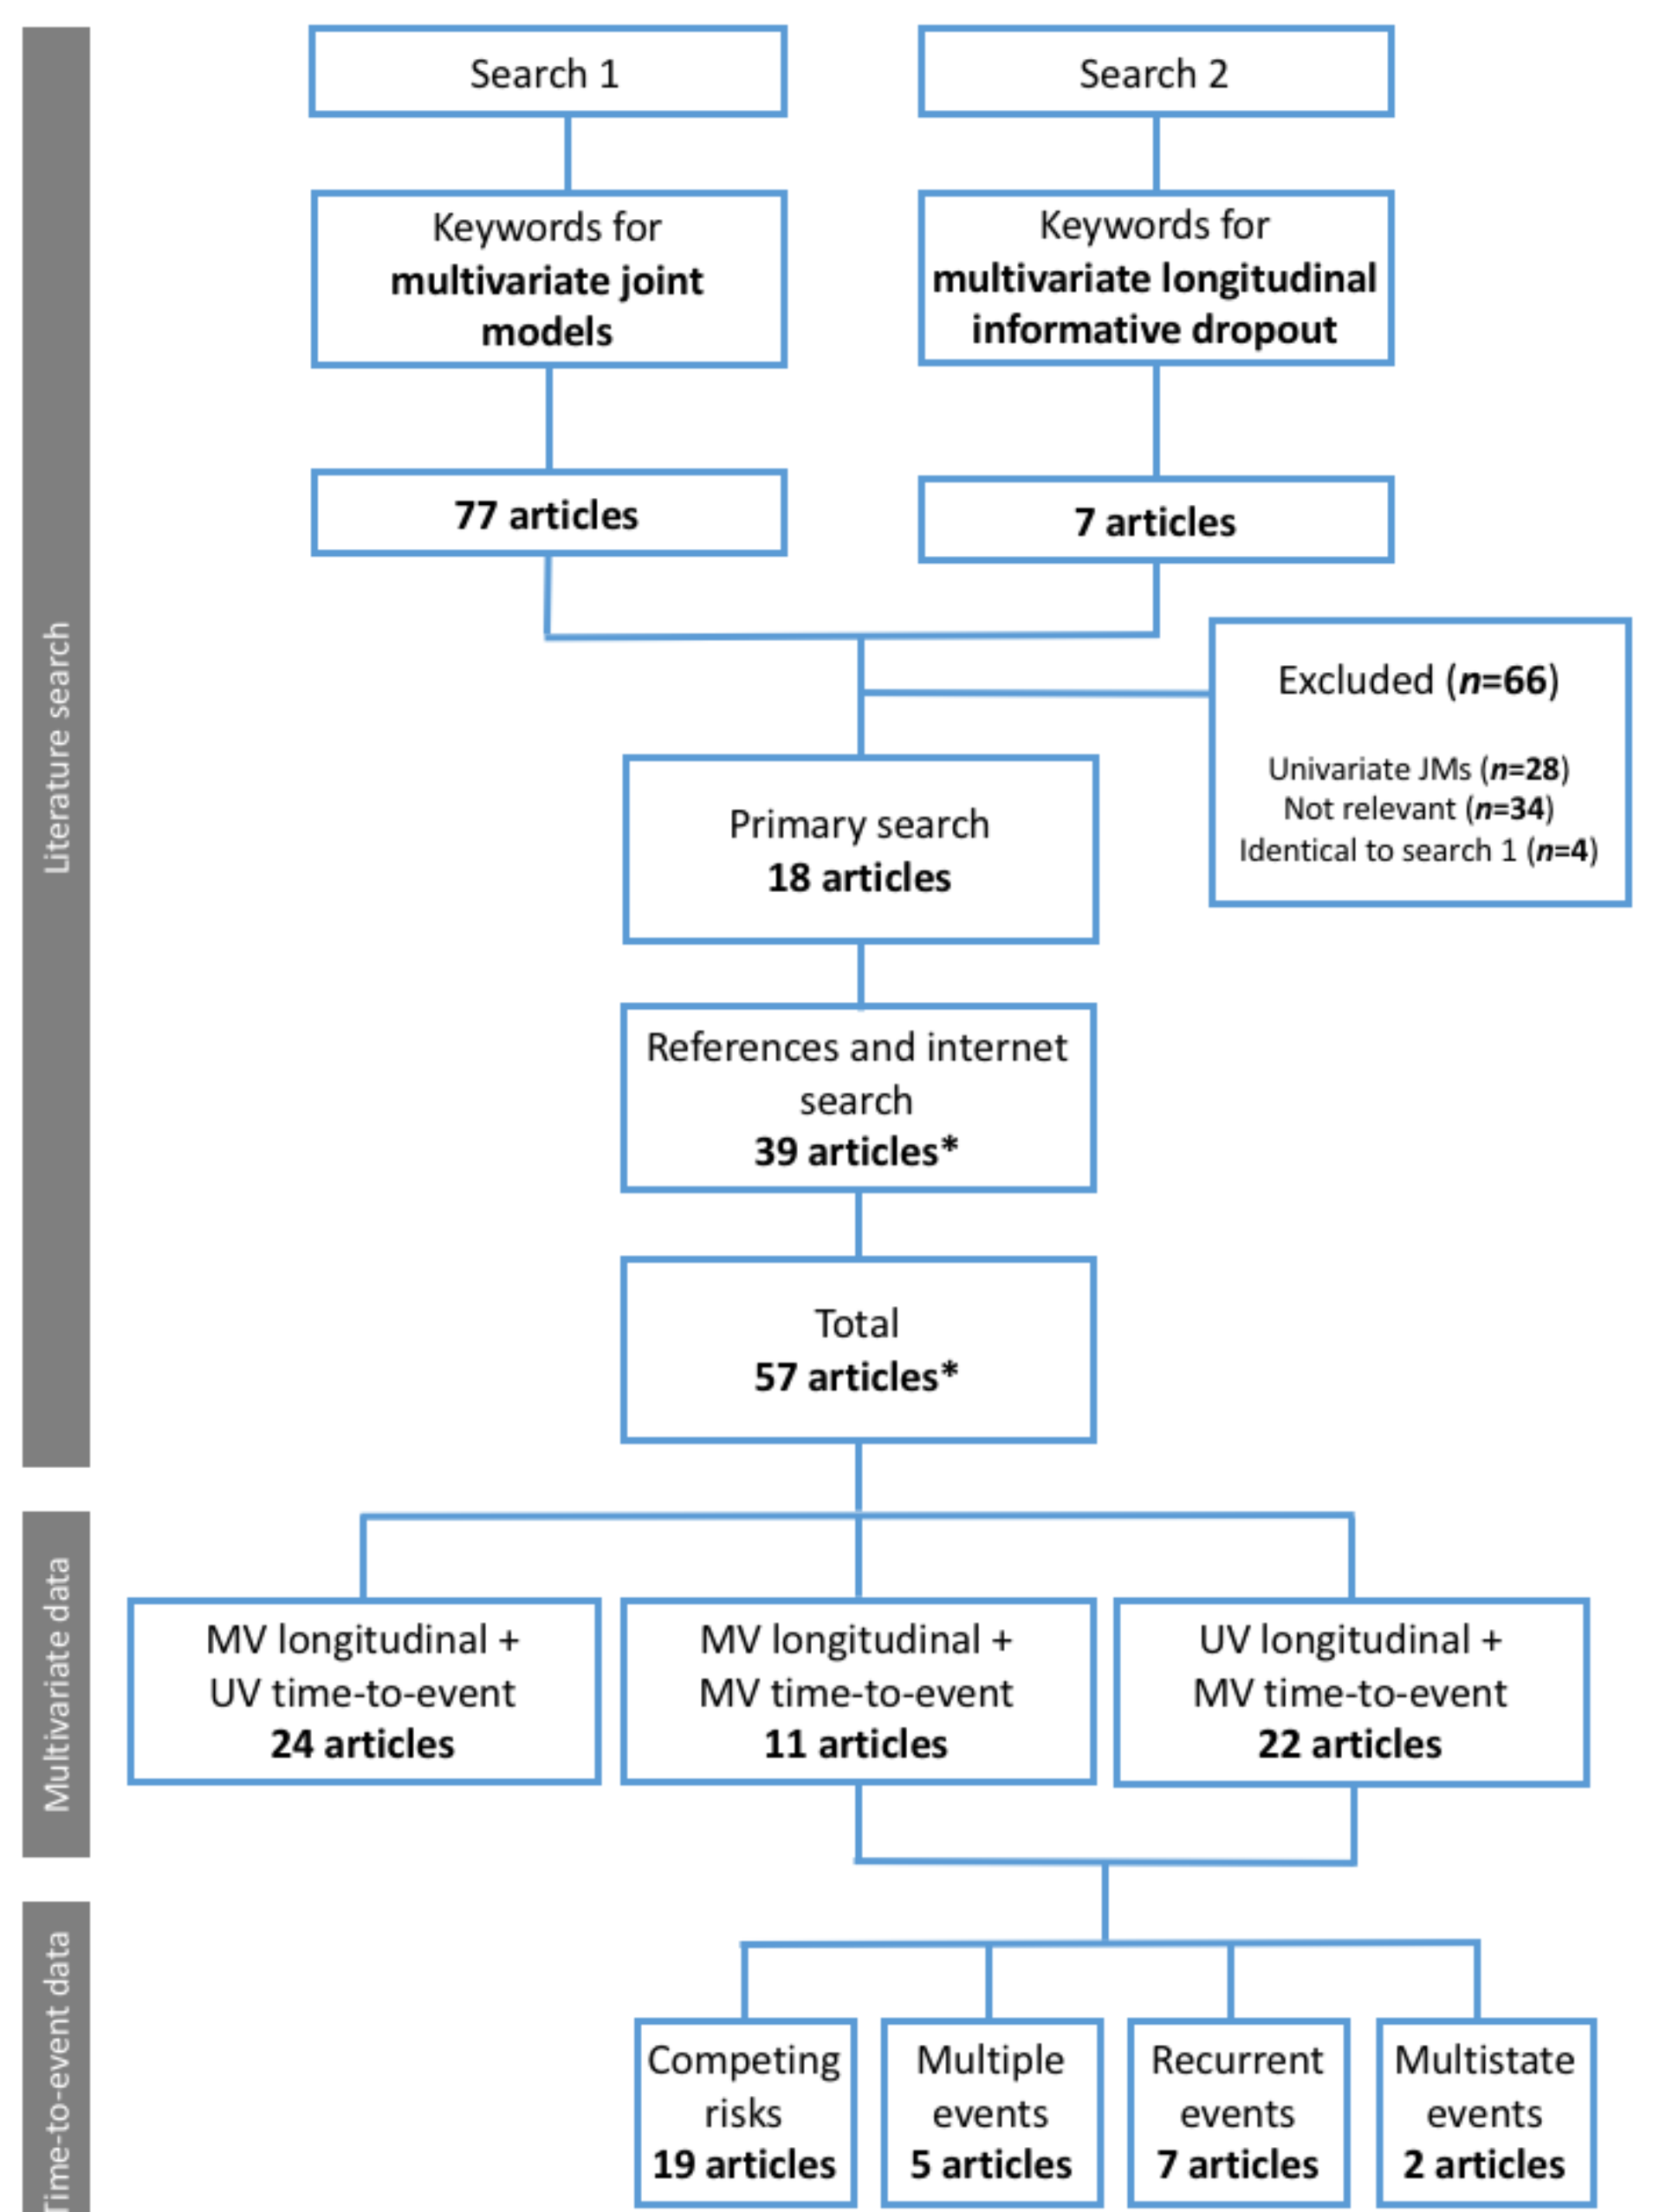 Literature search
Search 1
Search 2
Keywords for
multivariate joint
models
Keywords for
multivariate longitudinal
informative dropout
77 articles
7 articles
Excluded (n=66)
Univariate JMs (n=28)
Not relevant (n=34)
Identical to search 1 (n=4)
Primary search
18 articles
References and internet
search
39 articles*
Total
57 articles*
Multivariate data
MV longitudinal +
UV time-to-event
24 articles
MV longitudinal +
MV time-to-event
11 articles
UV longitudinal +
MV time-to-event
22 articles
Time-to-event data
Competing
risks
19 articles
Multiple
events
5 articles
Recurrent
events
7 articles
Multistate
events
2 articles